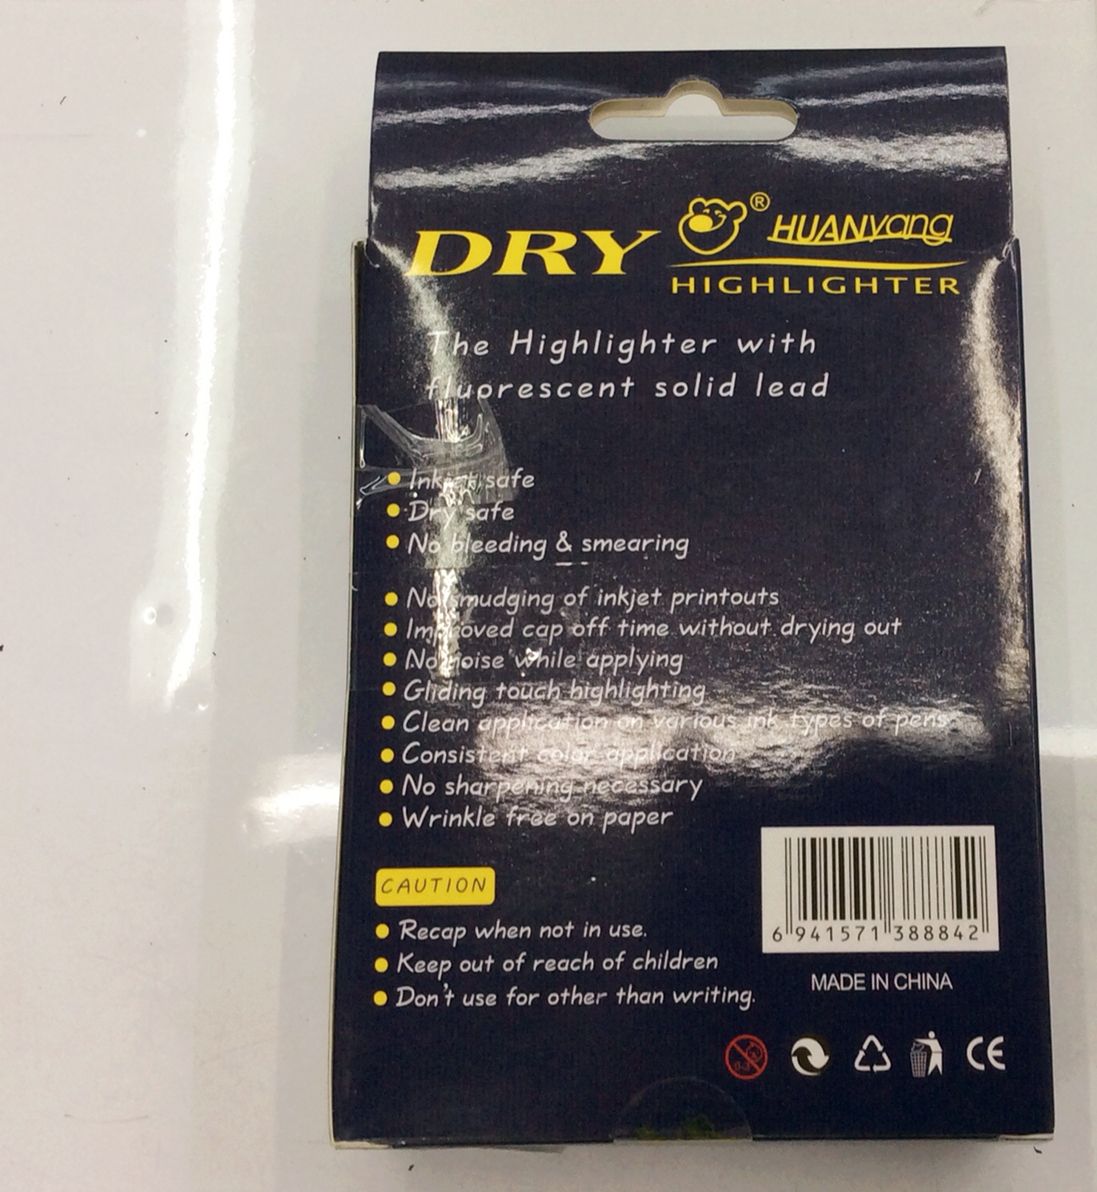 DRY
®
HUANyang
HIGHLIGHTER
The Highlighter with
fluorescent solid lead
Inkjet safe
Dry safe
No bleeding & smearing
No smudging of inkjet printouts
Improved cap off time without drying out
No noise while applying
Gliding touch highlighting
Clean application on various ink types of pens
Consistent color application
No sharpening necessary
Wrinkle free on paper
CAUTION
Recap when not in use.
Keep out of reach of children
Don't use for other than writing.
6 941571 388842
MADE IN CHINA
CE